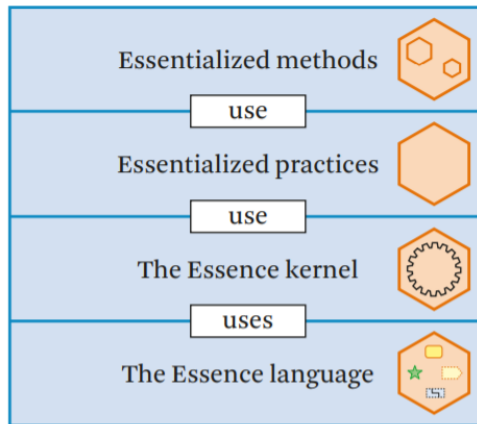 Essentialized methods
use
Essentialized practices
use
The Essence kernel
uses
The Essence language